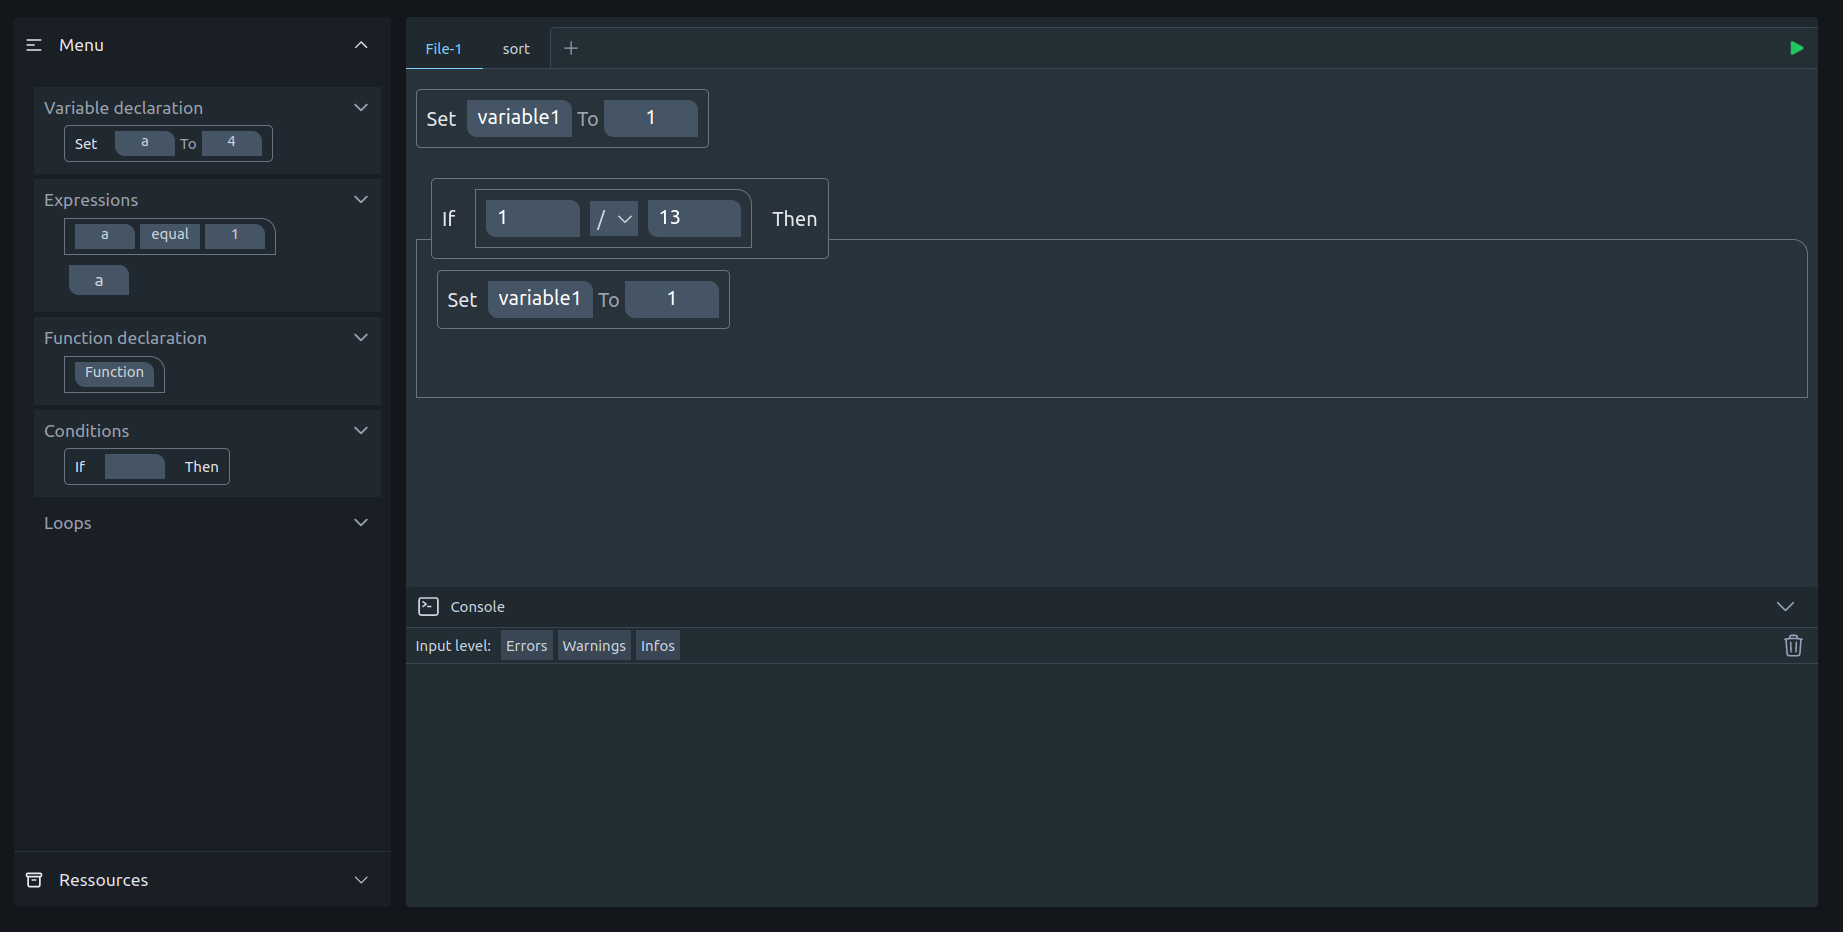 Menu
Variable declaration
Set a To 4
Expressions
a equal 1
a
Function declaration
Function
Conditions
If Then
Loops
Ressources
File-1 sort +
Set variable1 To 1
If 1 / 13 Then
Set variable1 To 1
Console
Input level: Errors Warnings Infos